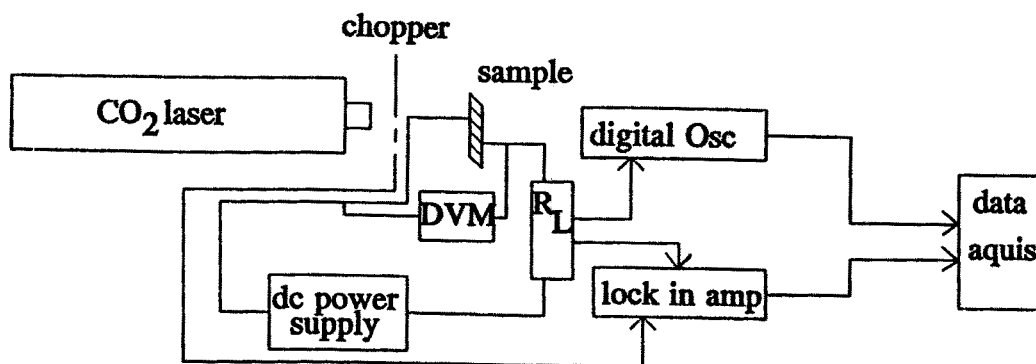 chopper
sample
CO2 laser
digital Osc
DVM
RL
data
aquis
dc power
supply
lock in amp